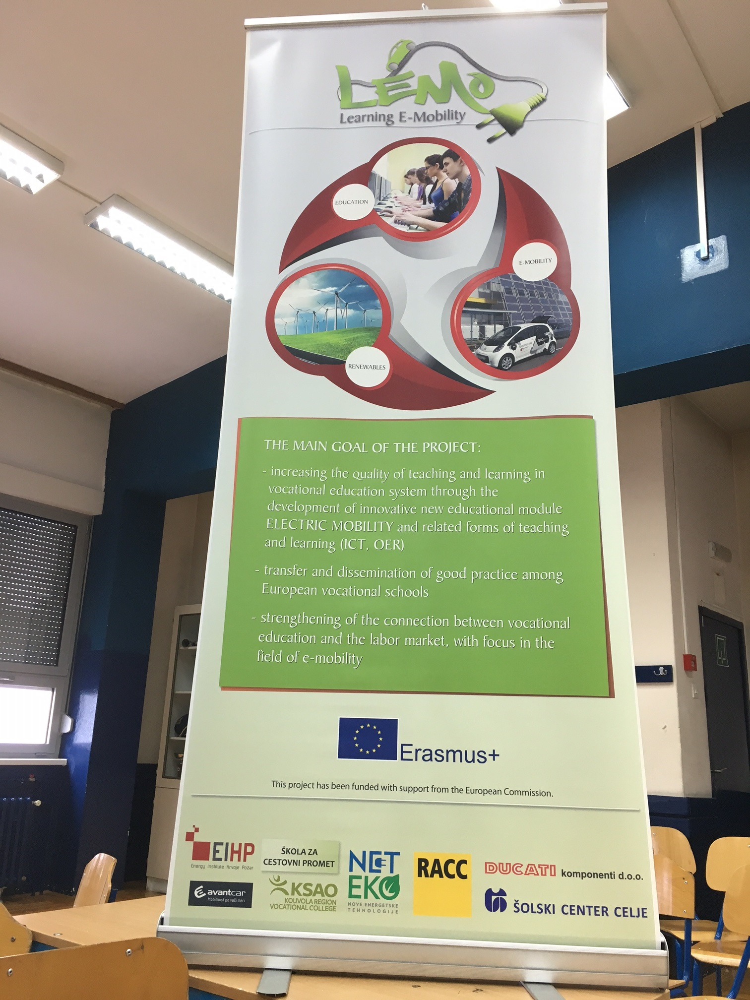 LEMO
Learning E-Mobility
EDUCATION
E-MOBILITY
RENEWABLES
THE MAIN GOAL OF THE PROJECT:
- increasing the quality of teaching and learning in
vocational education system through the
development of innovative new educational module
ELECTRIC MOBILITY and related forms of teaching
and learning (ICT, OER)
- transfer and dissemination of good practice among
European vocational schools
- strengthening of the connection between vocational
education and the labor market, with focus in the
field of e-mobility
Erasmus+
This project has been funded with support from the European Commission.
EIHP
Energy Institute Hrvoje Požar
ŠKOLA ZA
CESTOVNI PROMET
NET
EKO
NOVE ENERGETSKE
TEHNOLOGIJE
RACC
DUCATI komponenti d.o.o.
avantcar
Mobilnost po vaši meri
KSAO
KOUVOLA REGION
VOCATIONAL COLLEGE
ŠOLSKI CENTER CELJE